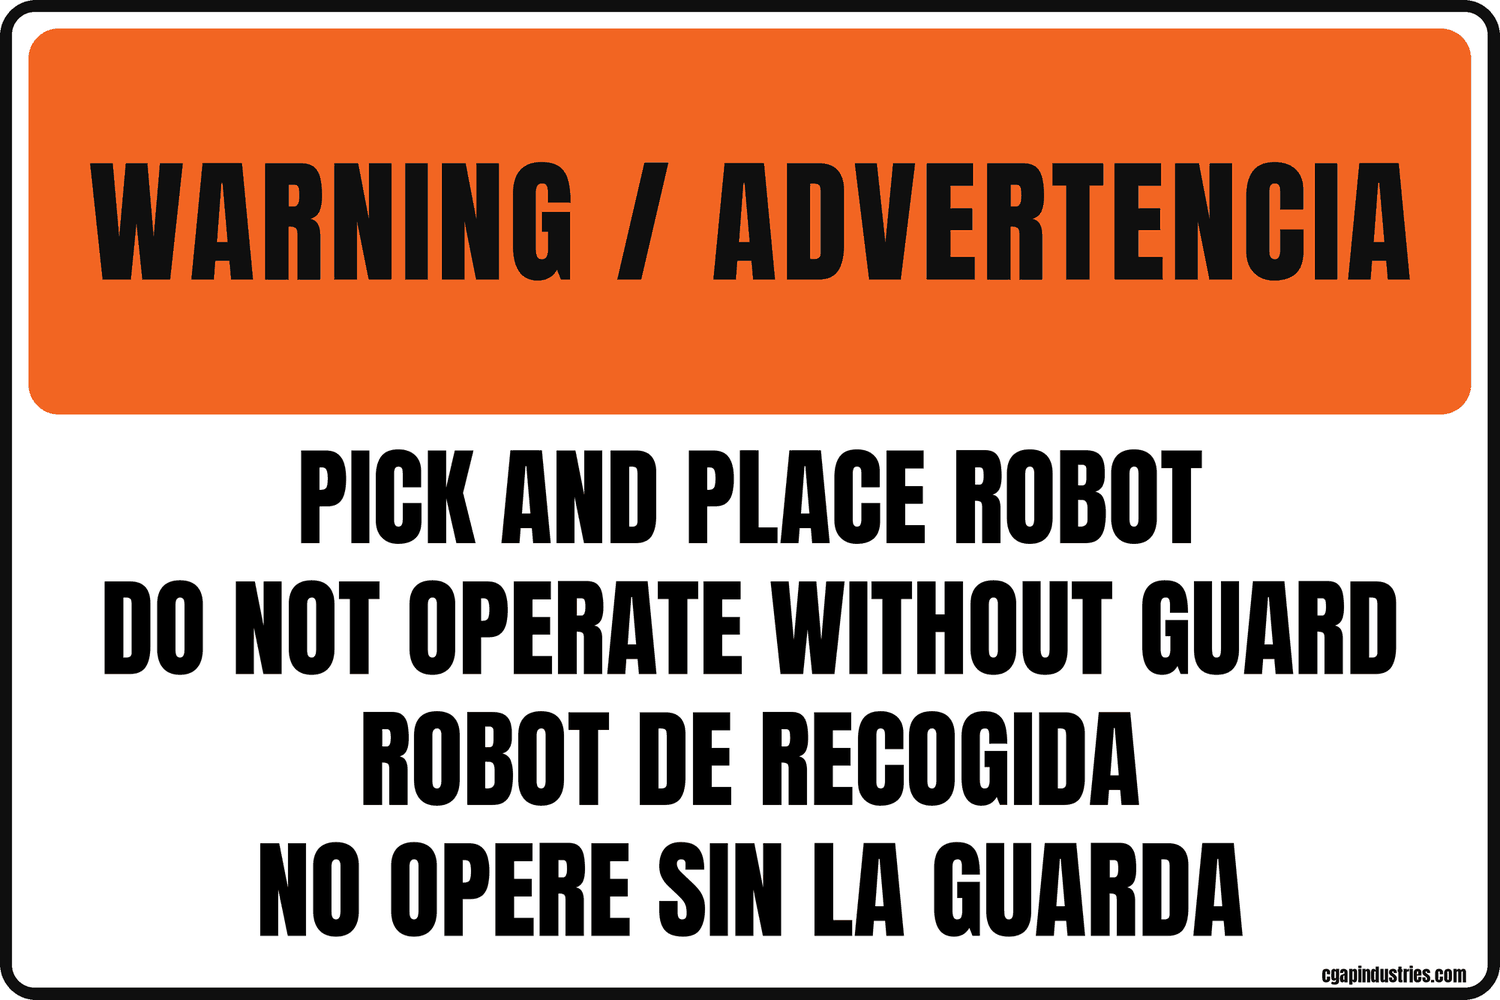 WARNING / ADVERTENCIA
PICK AND PLACE ROBOT
DO NOT OPERATE WITHOUT GUARD
ROBOT DE RECOGIDA
NO OPERE SIN LA GUARDA
cgapindustries.com